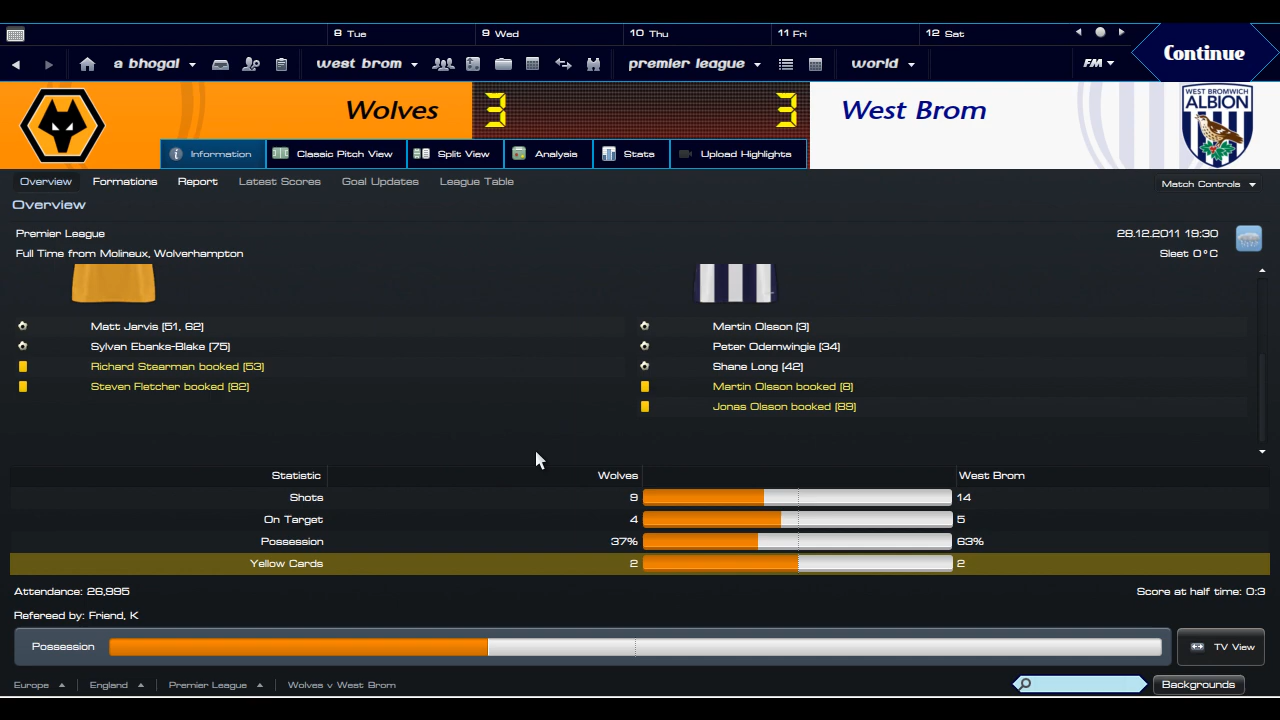 8 Tue 9 Wed 10 Thu 11 Fri 12 Sat
a bhogal west brom premier league world FM Continue
Wolves 3 3 West Brom
WEST BROMWICH
ALBION
Information Classic Pitch View Split View Analysis Stats Upload Highlights
Overview Formations Report Latest Scores Goal Updates League Table Match Controls
Overview
Premier League 28.12.2011 19:30
Full Time from Molineux, Wolverhampton Sleet 0°C
Matt Jarvis (51, 62) Martin Olsson (3)
Sylvan Ebanks-Blake (75) Peter Odemwingie (34)
Richard Stearman booked (53) Shane Long (42)
Steven Fletcher booked (82) Martin Olsson booked (8)
Jonas Olsson booked (89)
Statistic Wolves West Brom
Shots 9 14
On Target 4 5
Possession 37% 63%
Yellow Cards 2 2
Attendance: 26,995 Score at half time: 0:3
Refereed by: Friend, K
Possession TV View
Europe England Premier League Wolves v West Brom Backgrounds